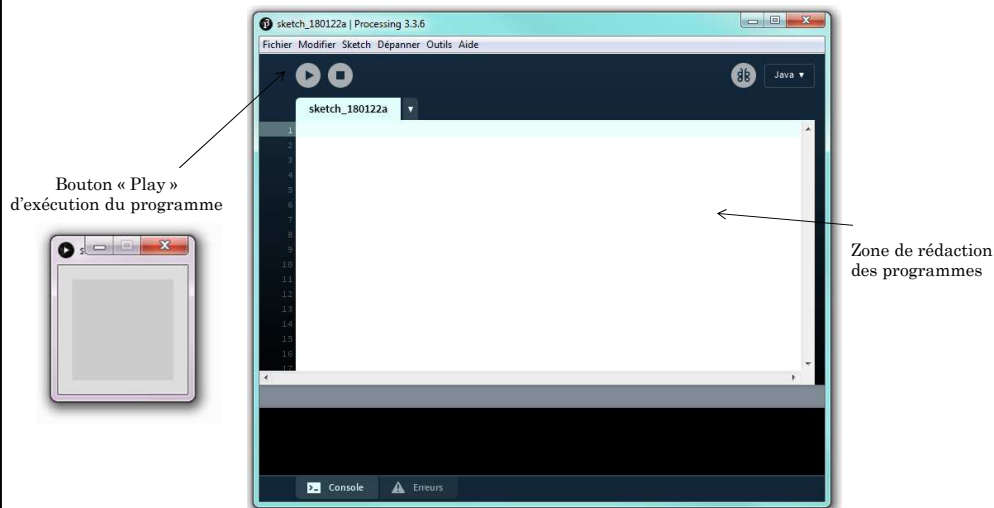 sketch_180122a | Processing 3.3.6
Fichier Modifier Sketch Dépanner Outils Aide
Java
sketch_180122a
1
2
3
4
5
6
7
8
9
10
11
12
13
14
15
16
17
Bouton « Play »
d'exécution du programme
s
Zone de rédaction
des programmes
Console
Erreurs